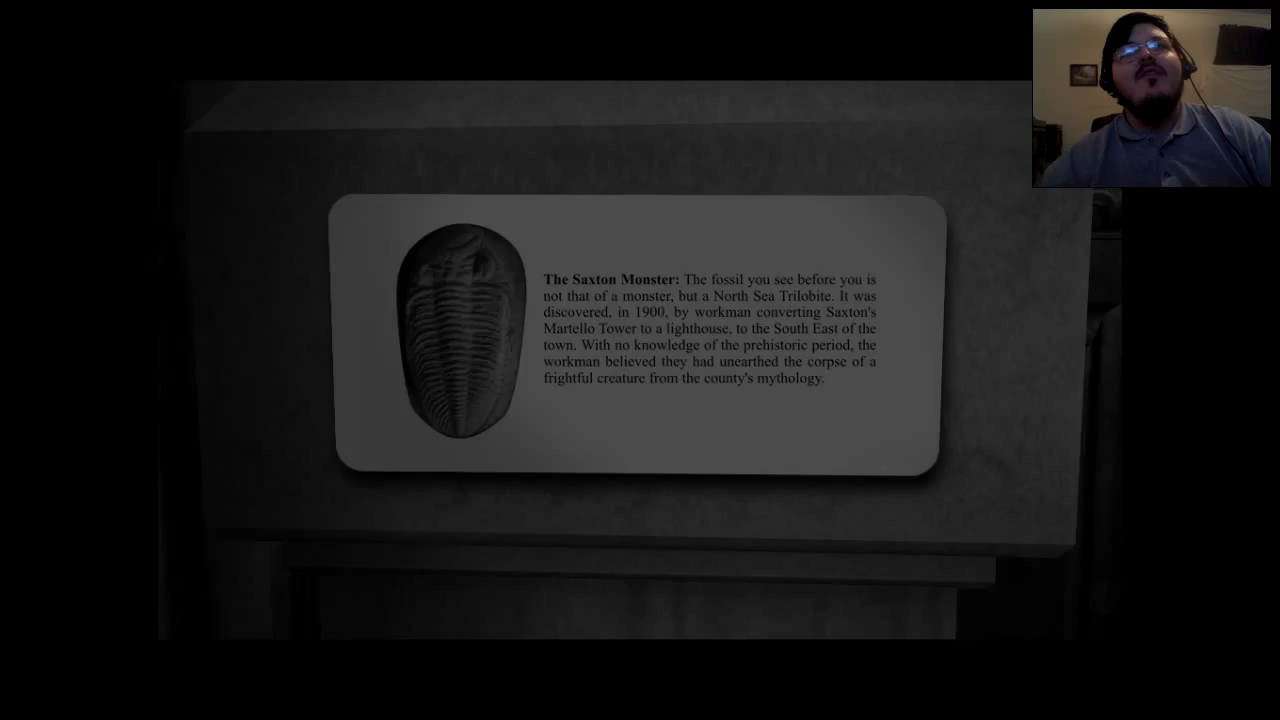 The Saxton Monster: The fossil you see before you is
not that of a monster, but a North Sea Trilobite. It was
discovered, in 1900, by workman converting Saxton's
Martello Tower to a lighthouse, to the South East of the
town. With no knowledge of the prehistoric period, the
workman believed they had unearthed the corpse of a
frightful creature from the county's mythology.